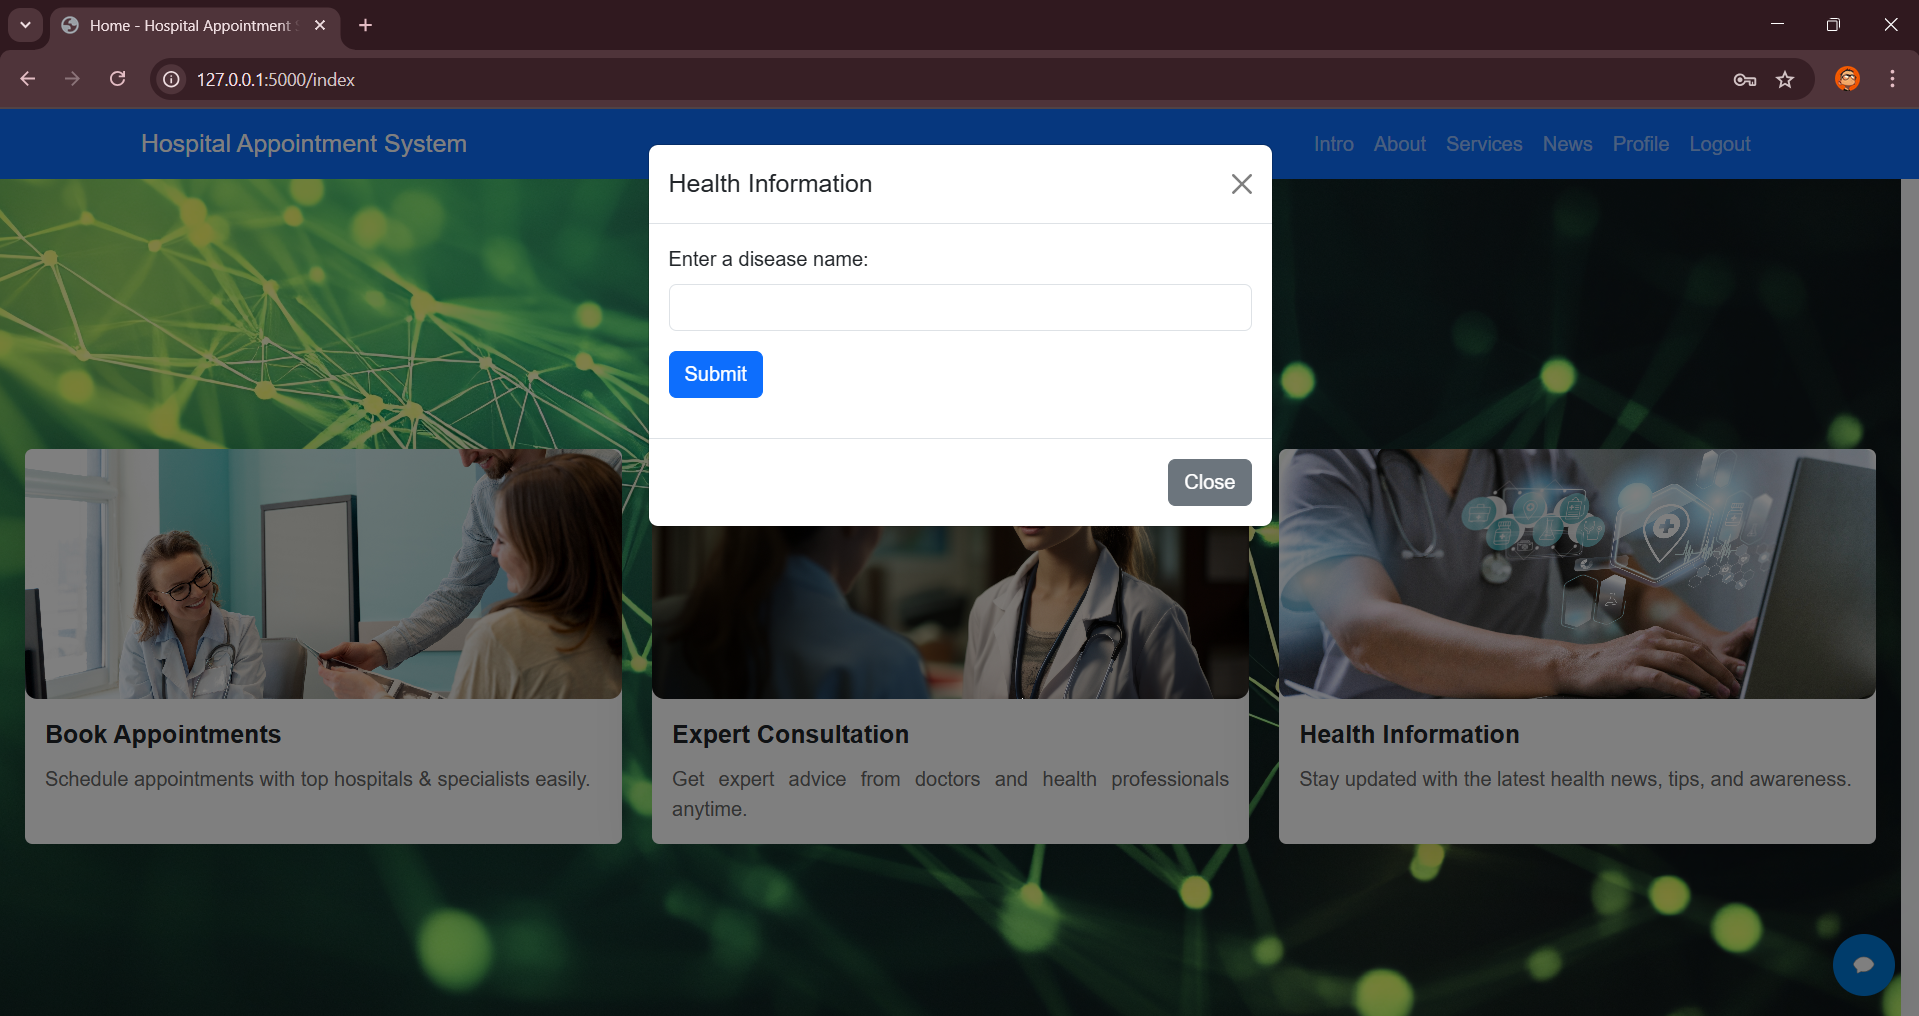 Home - Hospital Appointment
127.0.0.1:5000/index
Hospital Appointment System
Intro About Services News Profile Logout
Health Information
Enter a disease name:
Submit
Close
Book Appointments
Schedule appointments with top hospitals & specialists easily.
Expert Consultation
Get expert advice from doctors and health professionals
anytime.
Health Information
Stay updated with the latest health news, tips, and awareness.